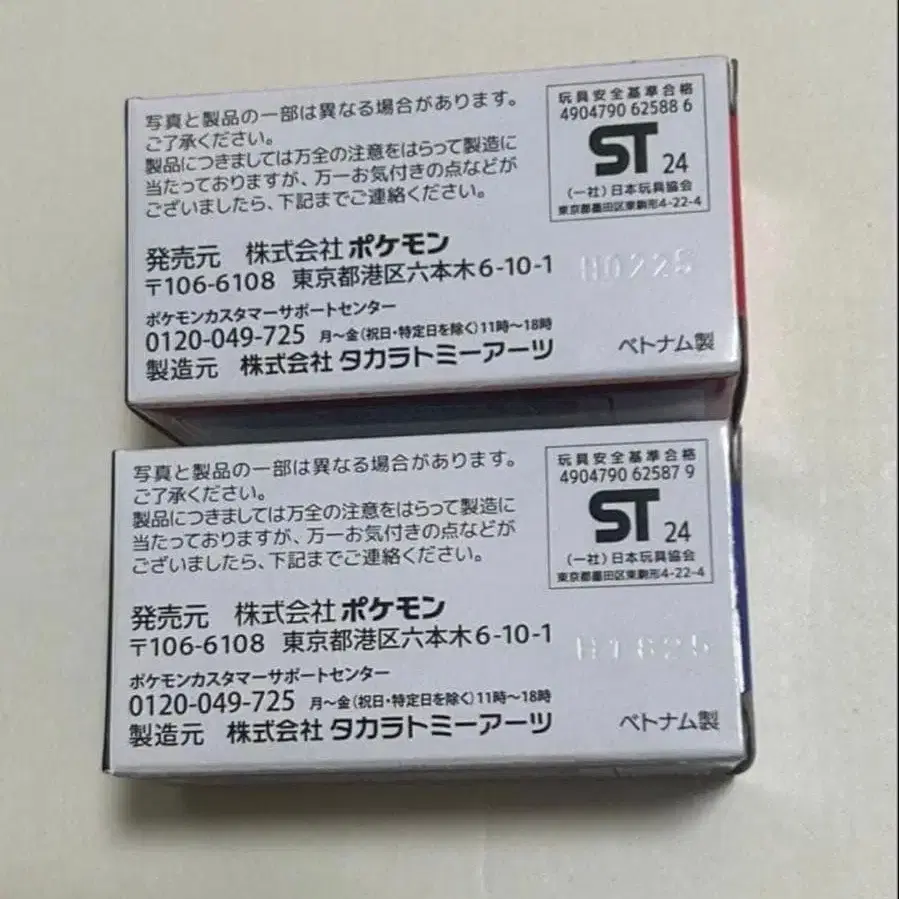 写真と製品の一部は異なる場合があります。
ご了承ください。
製品につきましては万全の注意をはらって製造に
当たっておりますが、万一お気付きの点などが
ございましたら、下記までご連絡ください。
発売元 株式会社 ポケモン
〒106-6108 東京都港区六本木6-10-1
ポケモンカスタマーサポートセンター
0120-049-725 月〜金(祝日・特定日を除く)11時〜18時
製造元 株式会社 タカラトミーアーツ
玩具安全基準合格
4904790 62588 6
ST 24
(一社)日本玩具協会
東京都墨田区東駒形4-22-4
H0225
ベトナム製
写真と製品の一部は異なる場合があります。
ご了承ください。
製品につきましては万全の注意をはらって製造に
当たっておりますが、万一お気付きの点などが
ございましたら、下記までご連絡ください。
発売元 株式会社 ポケモン
〒106-6108 東京都港区六本木6-10-1
ポケモンカスタマーサポートセンター
0120-049-725 月〜金(祝日・特定日を除く)11時〜18時
製造元 株式会社 タカラトミーアーツ
玩具安全基準合格
4904790 62587 9
ST 24
(一社)日本玩具協会
東京都墨田区東駒形4-22-4
ベトナム製